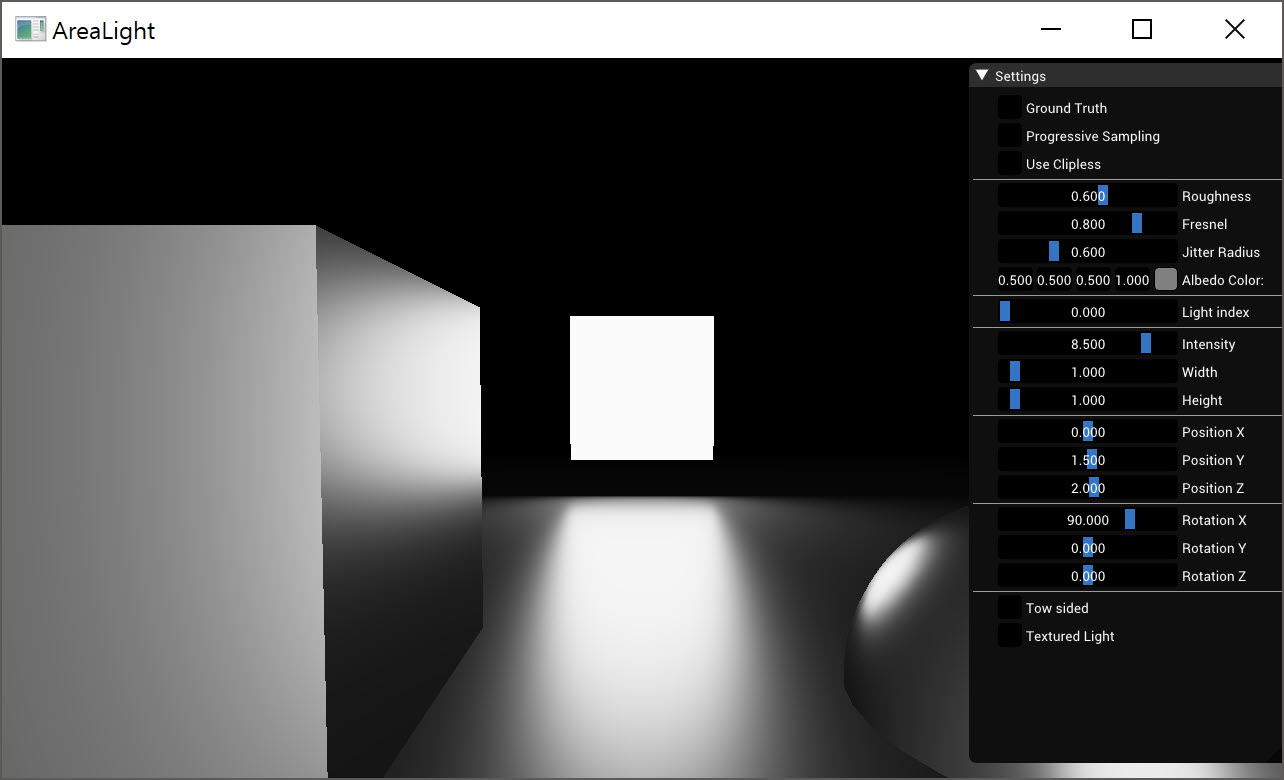 AreaLight
Settings
Ground Truth
Progressive Sampling
Use Clipless
0.600 Roughness
0.800 Fresnel
0.600 Jitter Radius
0.500 0.500 0.500 1.000 Albedo Color:
0.000 Light index
8.500 Intensity
1.000 Width
1.000 Height
0.000 Position X
1.500 Position Y
2.000 Position Z
90.000 Rotation X
0.000 Rotation Y
0.000 Rotation Z
Tow sided
Textured Light